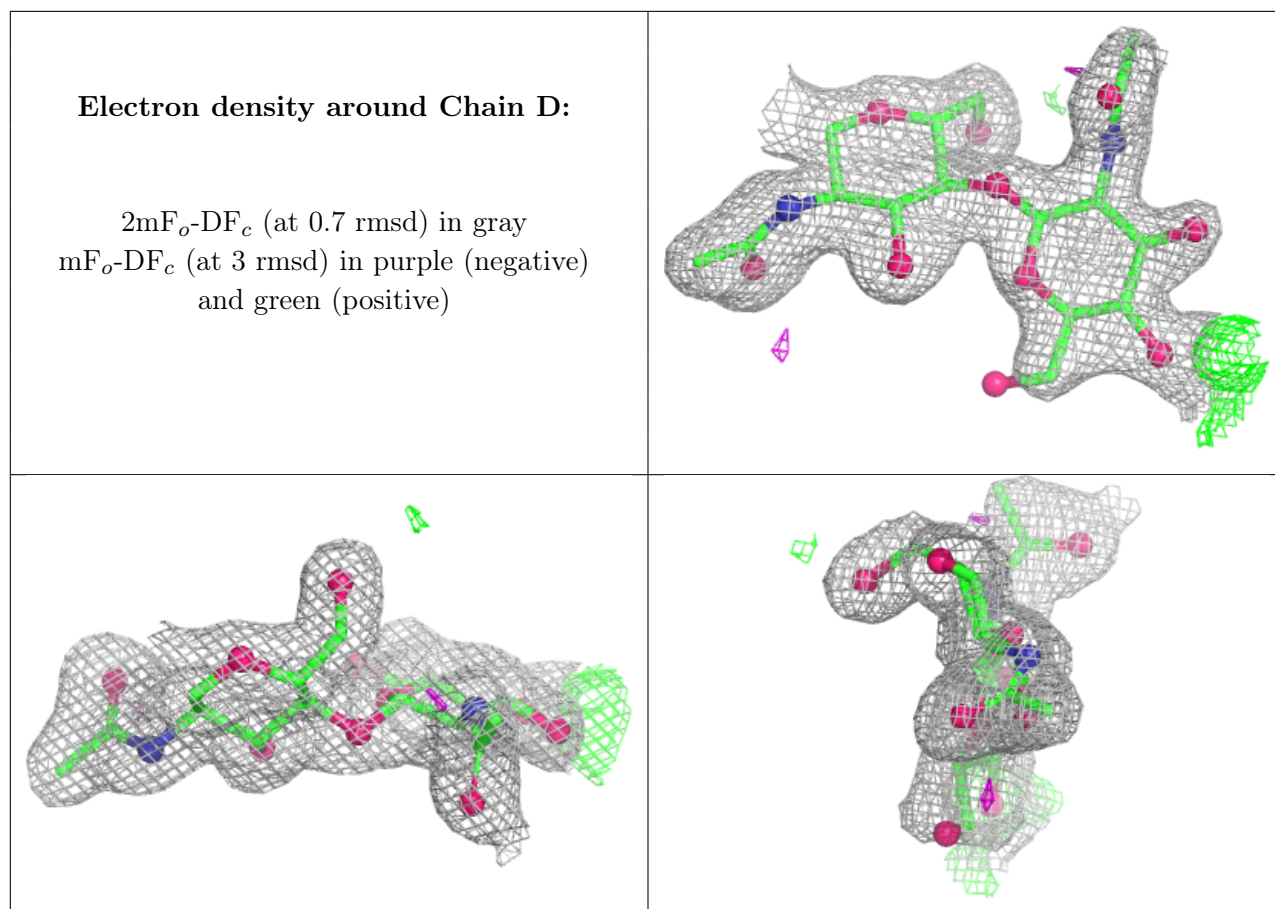 Electron density around Chain D:
2mFo-DFc (at 0.7 rmsd) in gray
mFo-DFc (at 3 rmsd) in purple (negative)
and green (positive)